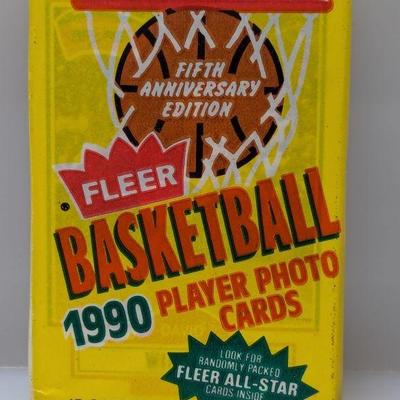 FIFTH
ANNIVERSARY
EDITION
FLEER
®
BASKETBALL
1990 PLAYER PHOTO
CARDS
LOOK FOR
RANDOMLY PACKED
FLEER ALL-STAR
CARDS INSIDE